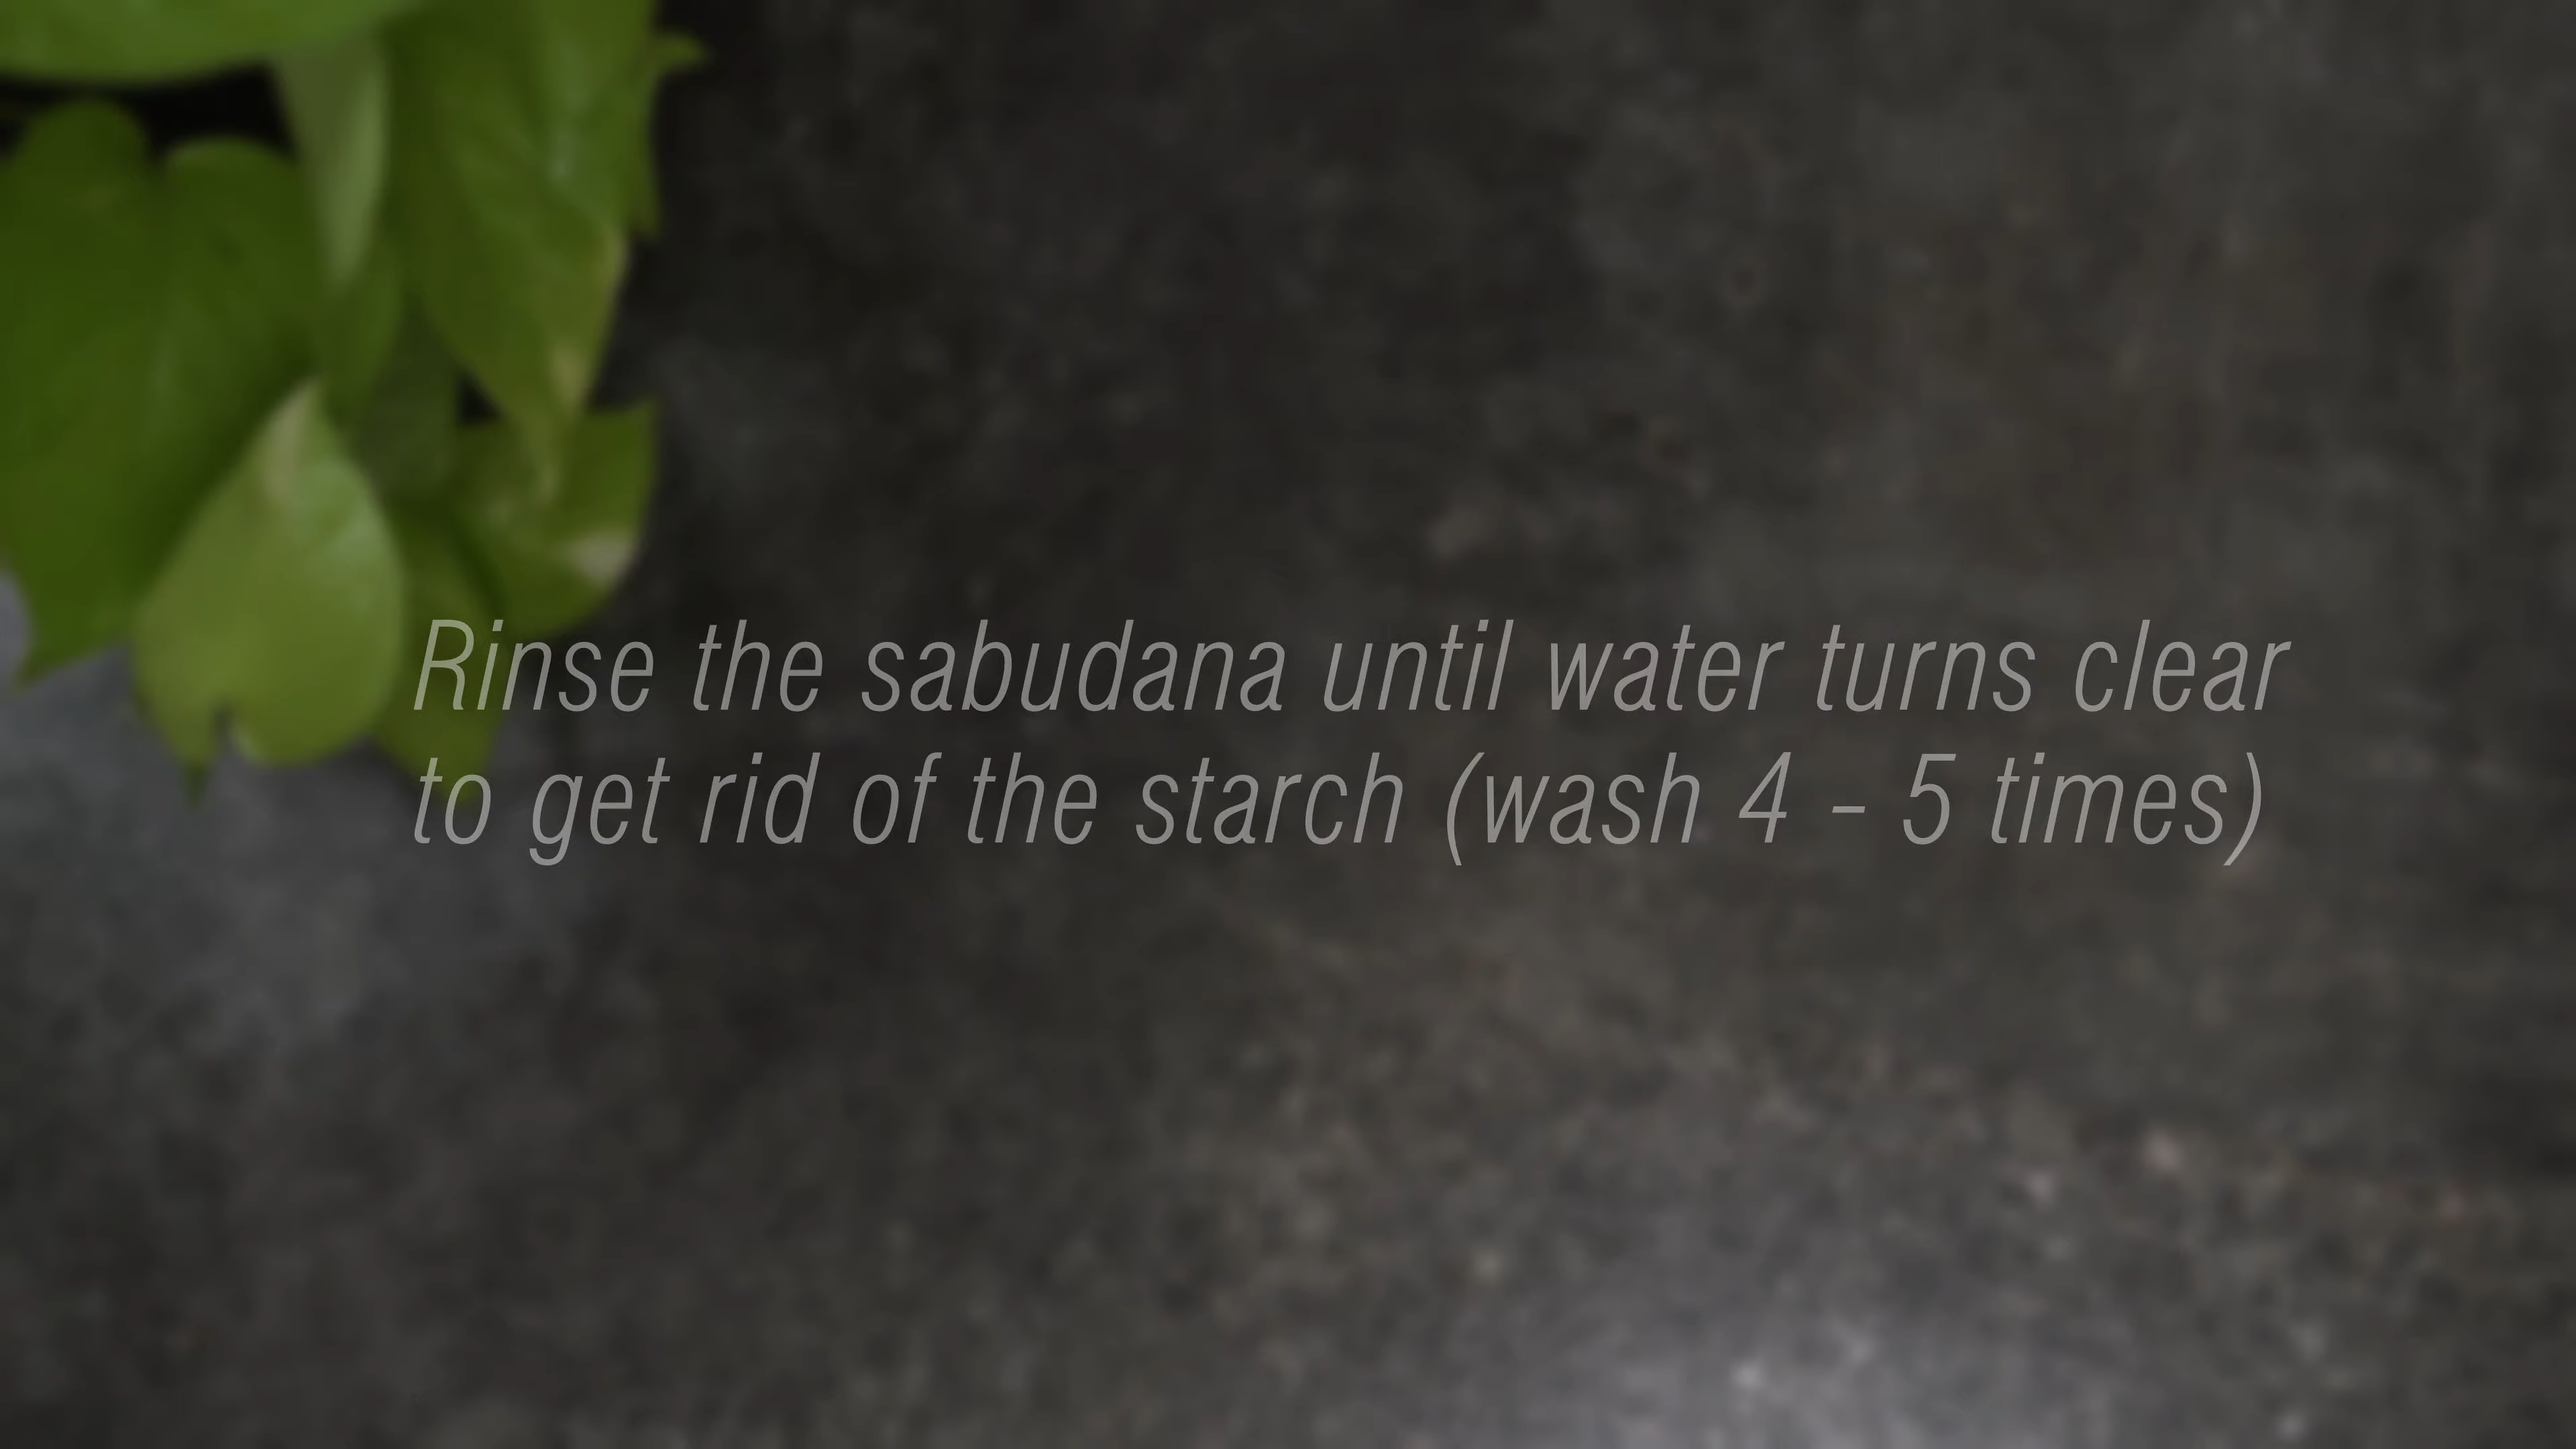 Rinse the sabudana until water turns clear
to get rid of the starch (wash 4 - 5 times)